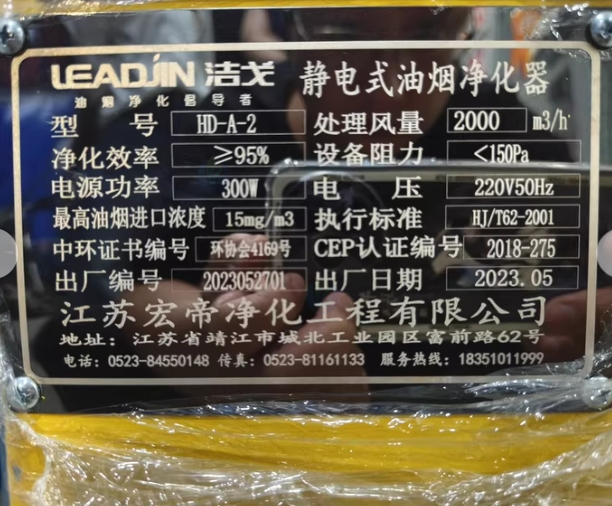 LEADJIN 洁戈 静电式油烟净化器
油烟净化倡导者
型 号 HD-A-2 处理风量 2000 m3/h
净化效率 ≥95% 设备阻力 <150Pa
电源功率 300W 电 压 220V50Hz
最高油烟进口浓度 15mg/m3 执行标准 HJ/T62-2001
中环证书编号 环协会4169号 CEP认证编号 2018-275
出厂编号 2023052701 出厂日期 2023.05
江苏宏帝净化工程有限公司
地址: 江苏省靖江市城北工业园区富前路62号
电话: 0523-84550148 传真: 0523-81161133 服务热线: 18351011999